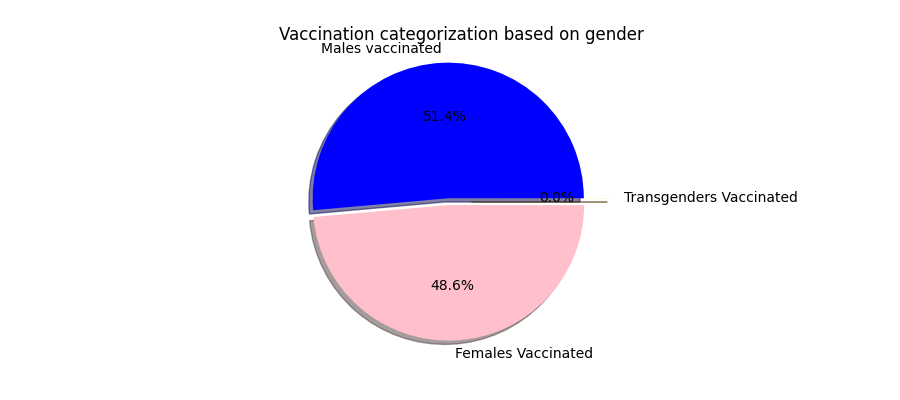 Vaccination categorization based on gender
Males vaccinated
51.4%
0.0%
Transgenders Vaccinated
48.6%
Females Vaccinated